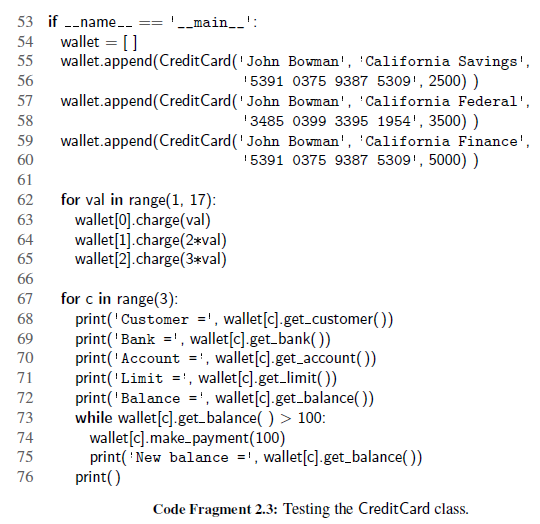 53 if __name__ == '__main__':
54 wallet = [ ]
55 wallet.append(CreditCard('John Bowman', 'California Savings',
56 '5391 0375 9387 5309', 2500) )
57 wallet.append(CreditCard('John Bowman', 'California Federal',
58 '3485 0399 3395 1954', 3500) )
59 wallet.append(CreditCard('John Bowman', 'California Finance',
60 '5391 0375 9387 5309', 5000) )
61
62 for val in range(1, 17):
63 wallet[0].charge(val)
64 wallet[1].charge(2*val)
65 wallet[2].charge(3*val)
66
67 for c in range(3):
68 print('Customer =', wallet[c].get_customer())
69 print('Bank =', wallet[c].get_bank())
70 print('Account =', wallet[c].get_account())
71 print('Limit =', wallet[c].get_limit())
72 print('Balance =', wallet[c].get_balance())
73 while wallet[c].get_balance( ) > 100:
74 wallet[c].make_payment(100)
75 print('New balance =', wallet[c].get_balance())
76 print()
Code Fragment 2.3: Testing the CreditCard class.